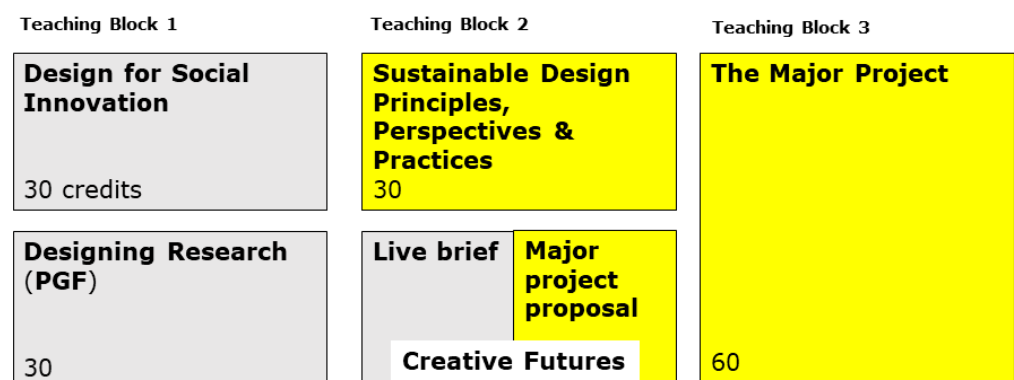 Teaching Block 1
Design for Social
Innovation
30 credits
Designing Research
(PGF)
30
Teaching Block 2
Sustainable Design
Principles,
Perspectives &
Practices
30
Live brief
Major
project
proposal
Creative Futures
Teaching Block 3
The Major Project
60